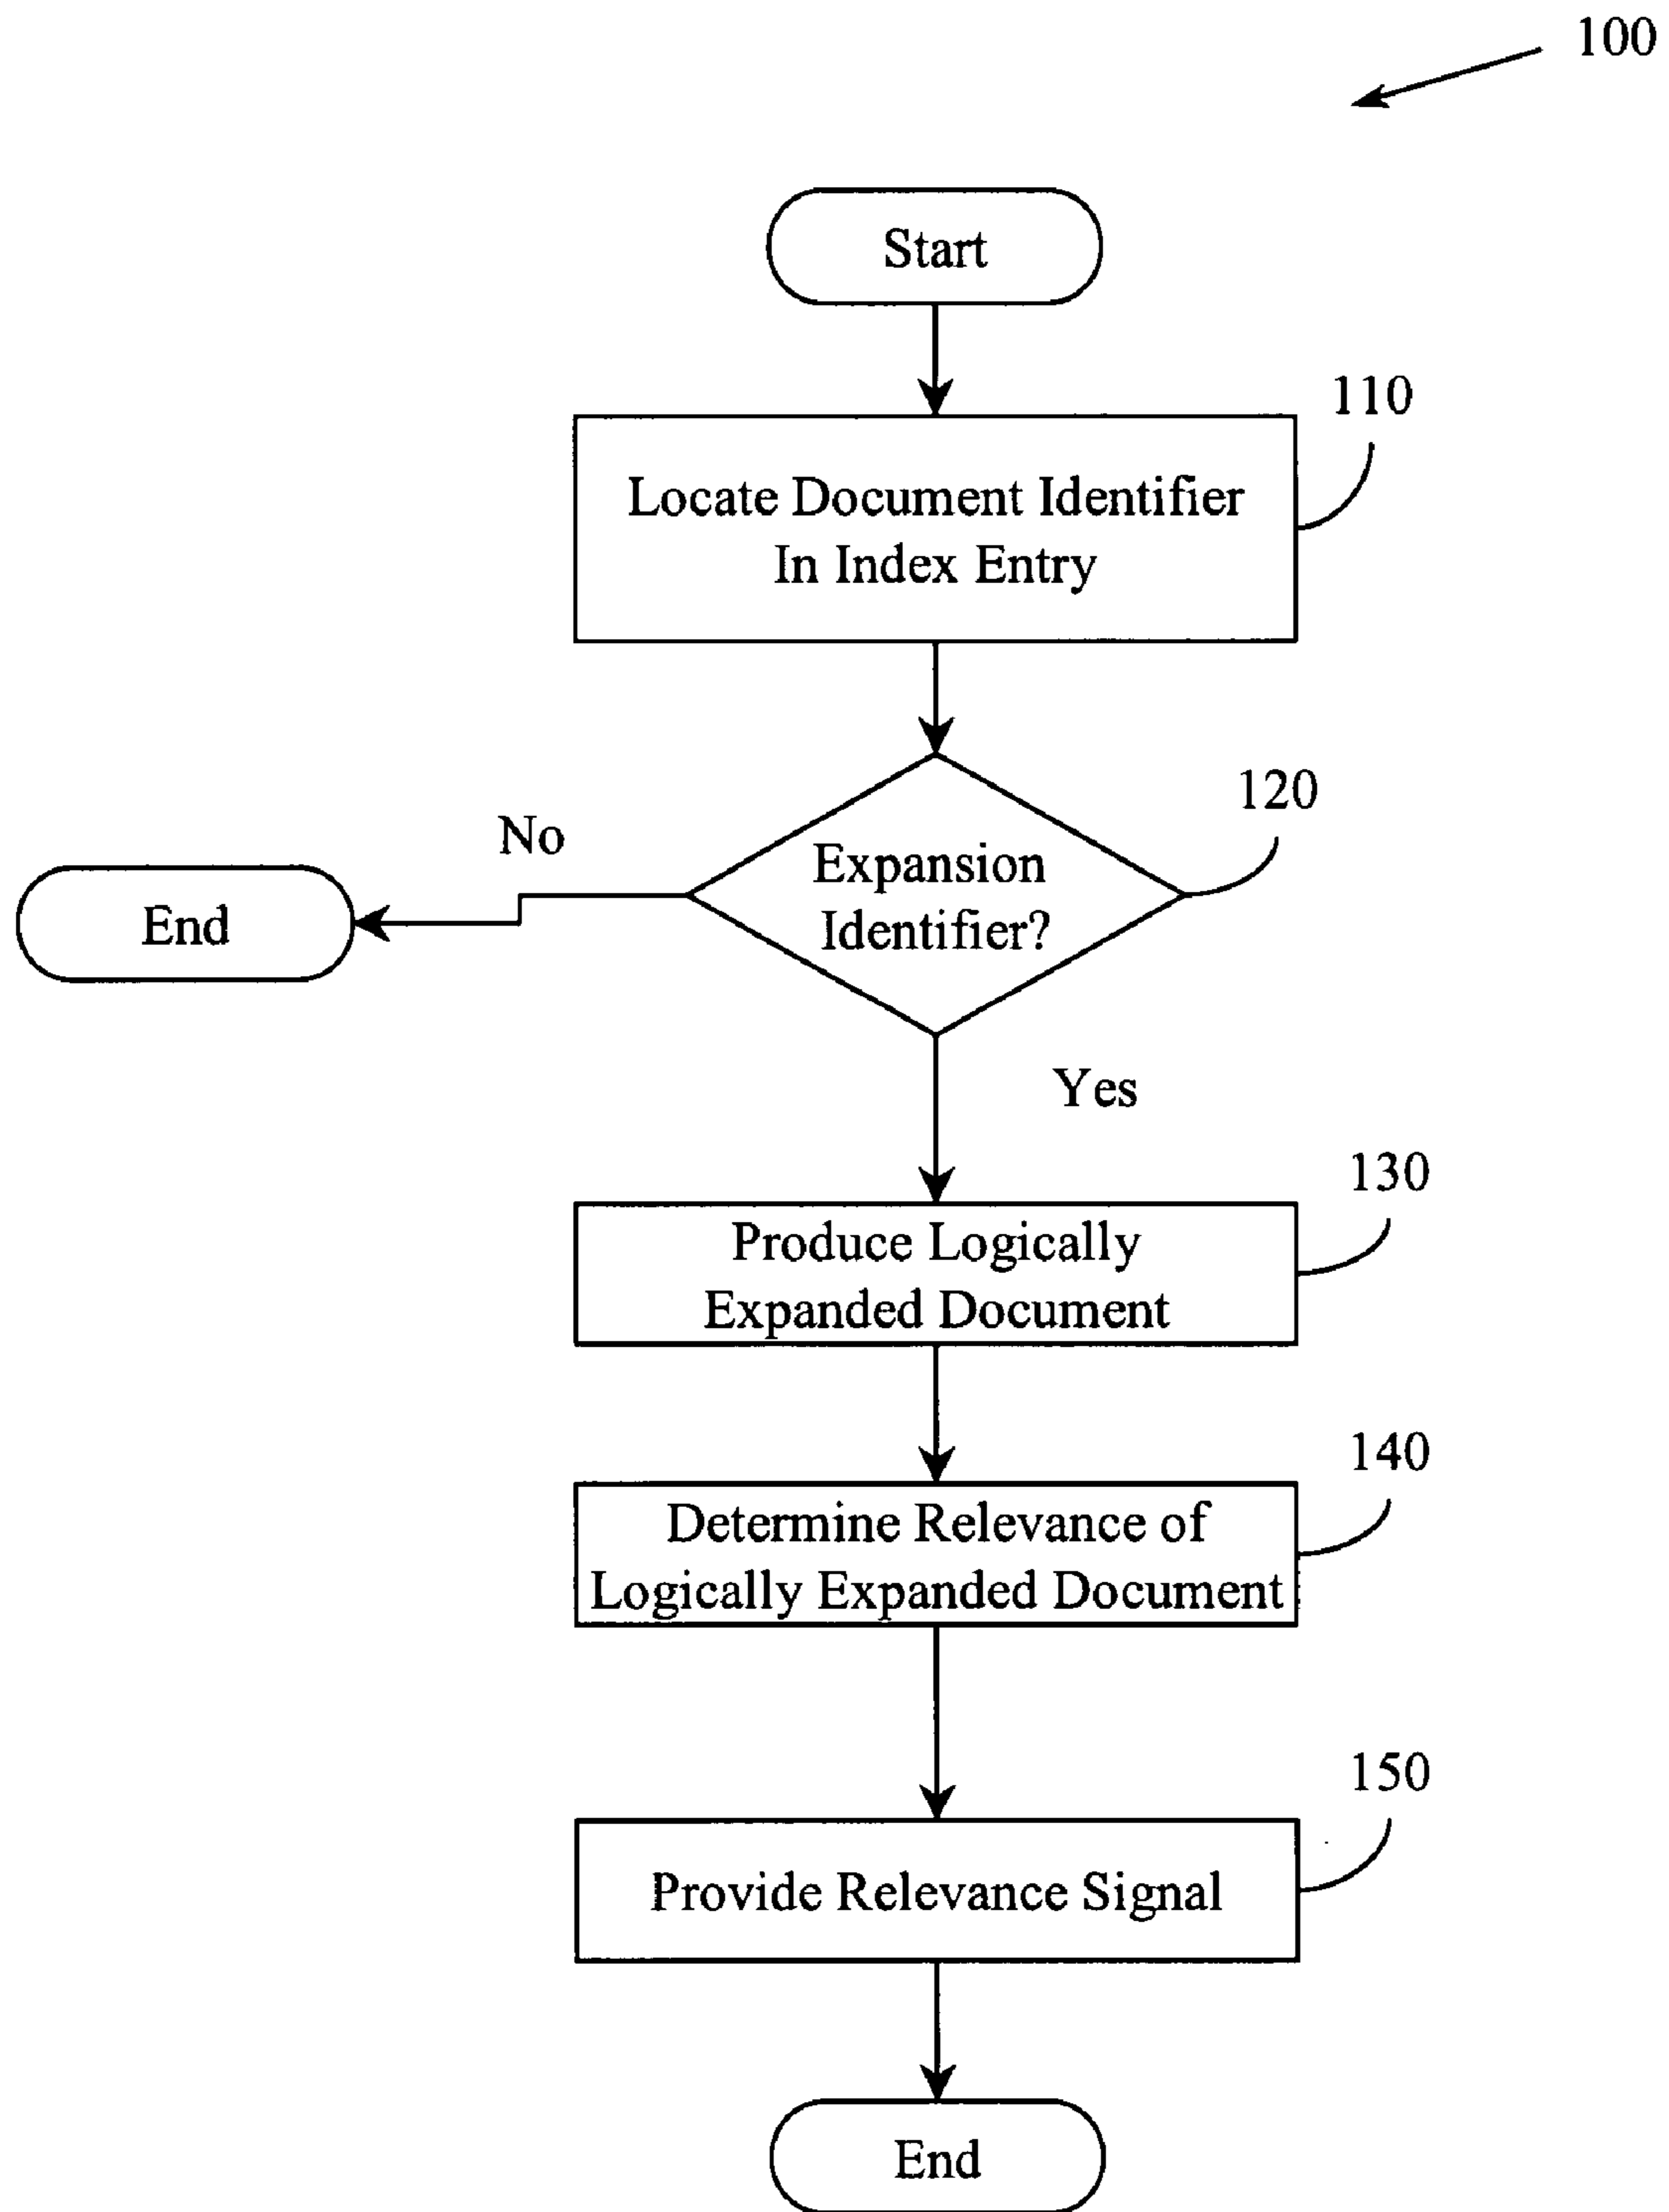 100
Start
110
Locate Document Identifier
In Index Entry
120
No
Expansion
Identifier?
End
Yes
130
Produce Logically
Expanded Document
140
Determine Relevance of
Logically Expanded Document
150
Provide Relevance Signal
End